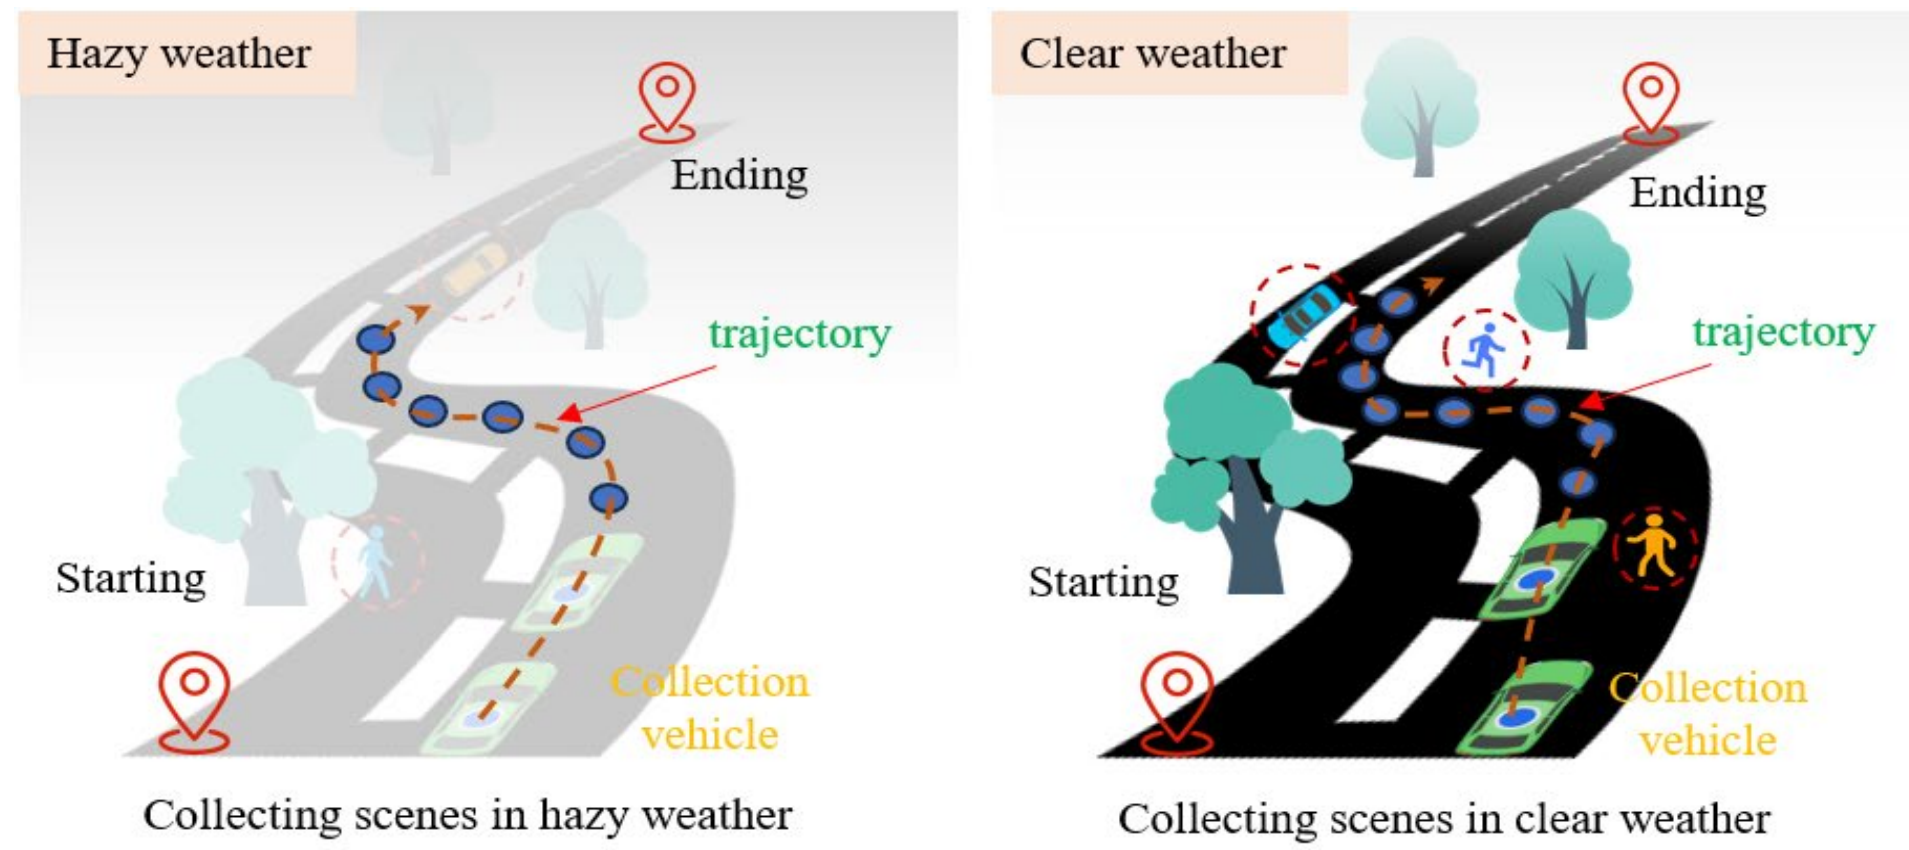 Hazy weather
Ending
trajectory
Starting
Collection
vehicle
Collecting scenes in hazy weather
Clear weather
Ending
trajectory
Starting
Collection
vehicle
Collecting scenes in clear weather